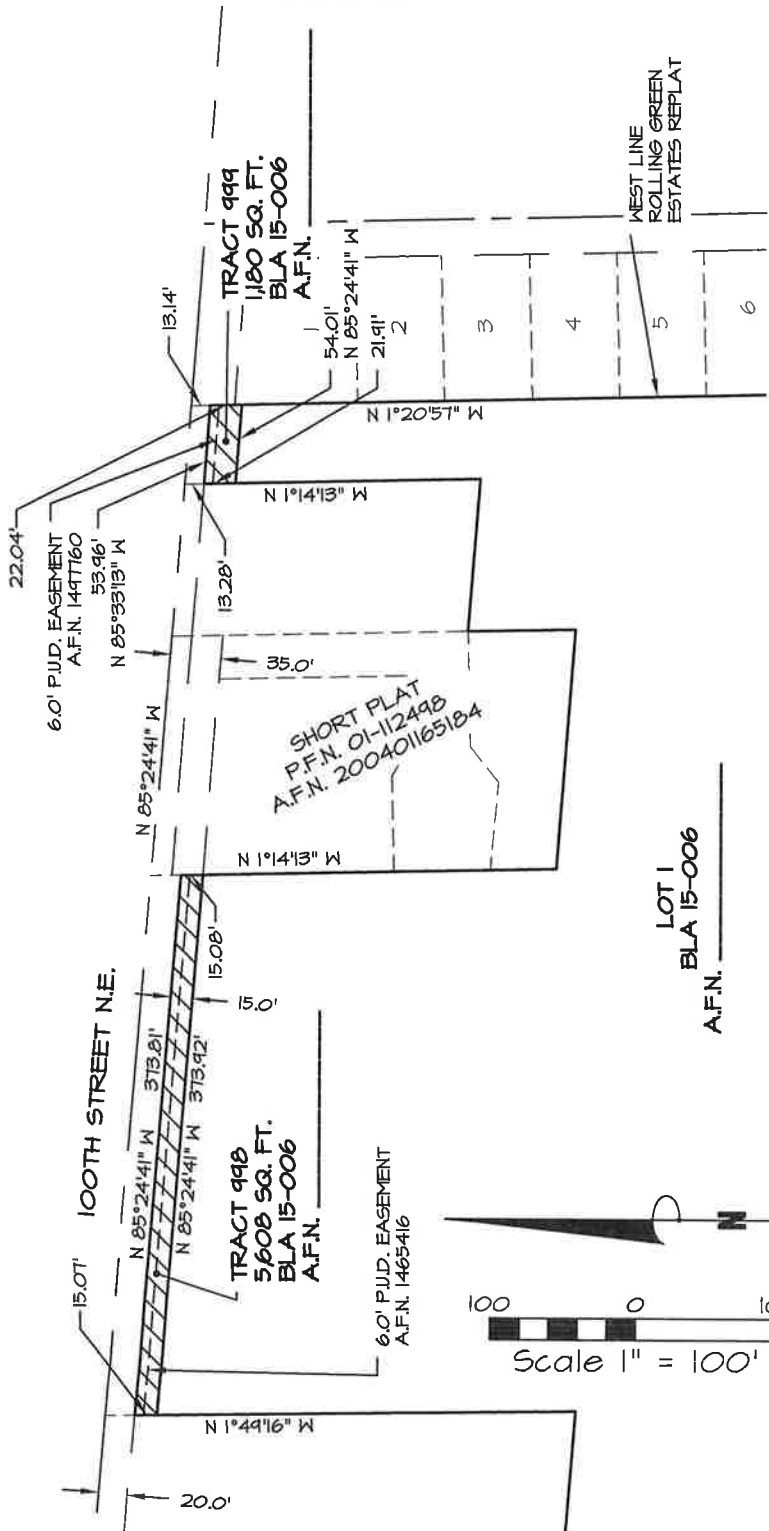 100TH STREET N.E.
22.04'
6.0' P.U.D. EASEMENT
A.F.N. 1497760
53.96'
N 85°33'13" W
13.14'
TRACT 999
1,180 SQ. FT.
BLA 15-006
A.F.N.
54.01'
N 85°24'41" W
21.91'
13.28'
N 1°14'13" W
N 1°20'57" W
WEST LINE
ROLLING GREEN
ESTATES REPLAT
1
2
3
4
5
6
N 85°24'41" W
35.0'
SHORT PLAT
P.F.N. 01-112498
A.F.N. 200401165184
N 1°14'13" W
15.08'
15.0'
N 85°24'41" W 373.81'
N 85°24'41" W 373.92'
15.07'
TRACT 998
5,608 SQ. FT.
BLA 15-006
A.F.N.
6.0' P.U.D. EASEMENT
A.F.N. 1465416
N 1°49'16" W
20.0'
LOT 1
BLA 15-006
A.F.N.
N
100 0
Scale 1" = 100'